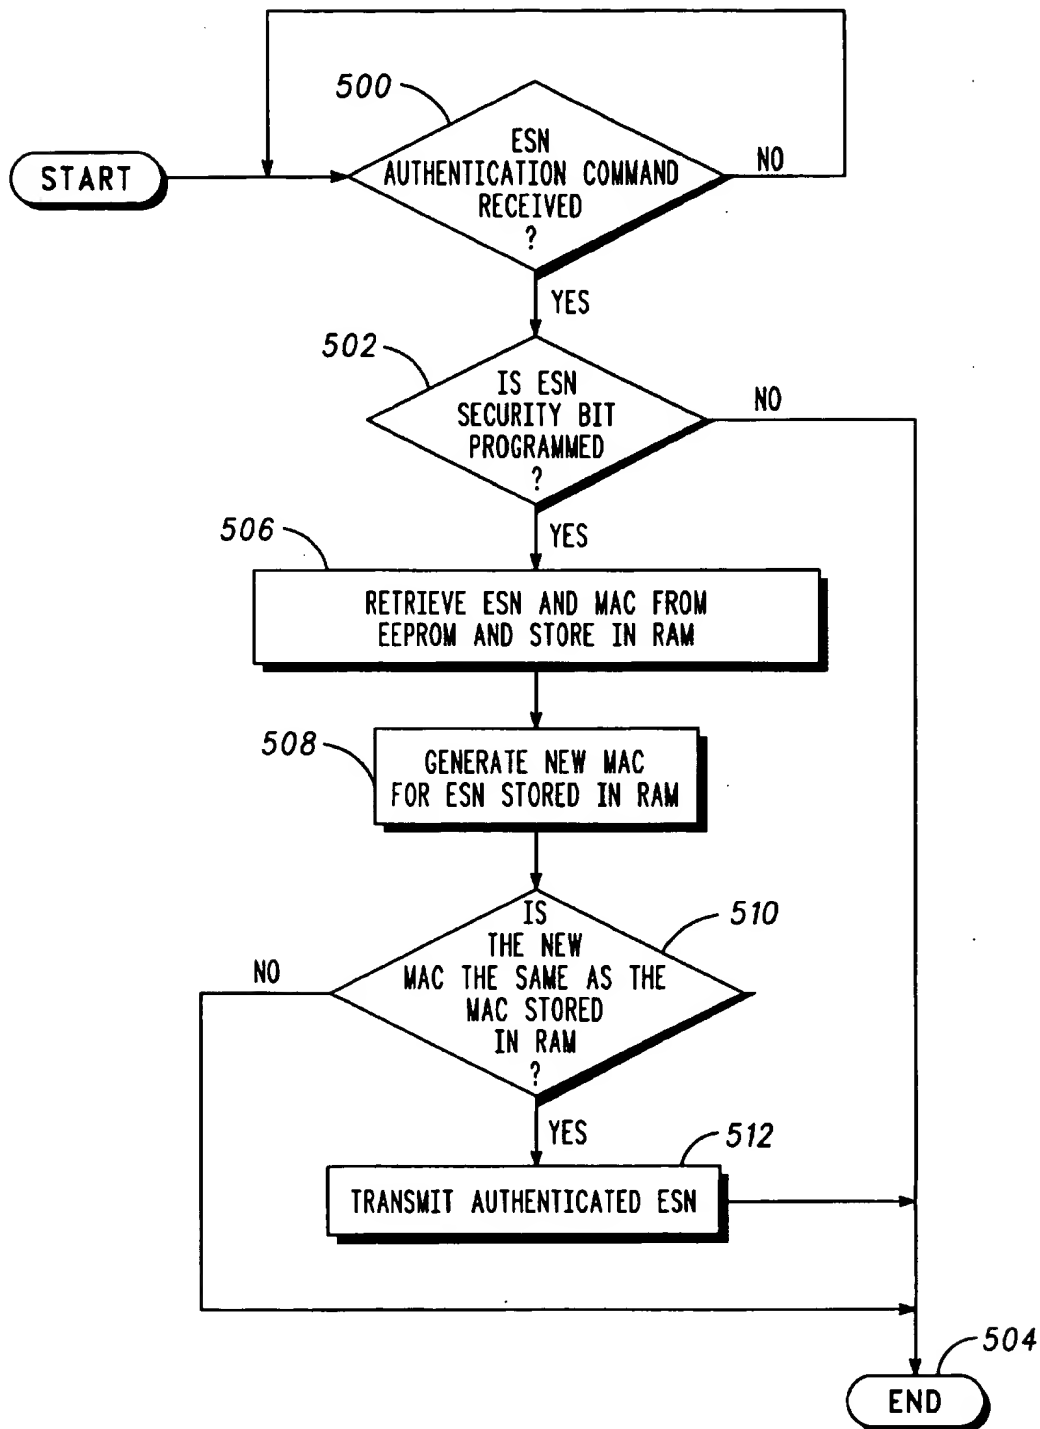 500
START
ESN
AUTHENTICATION COMMAND
RECEIVED
?
NO
YES
502
IS ESN
SECURITY BIT
PROGRAMMED
?
NO
YES
506
RETRIEVE ESN AND MAC FROM
EEPROM AND STORE IN RAM
508
GENERATE NEW MAC
FOR ESN STORED IN RAM
510
IS
THE NEW
MAC THE SAME AS THE
MAC STORED
IN RAM
?
NO
YES
512
TRANSMIT AUTHENTICATED ESN
504
END